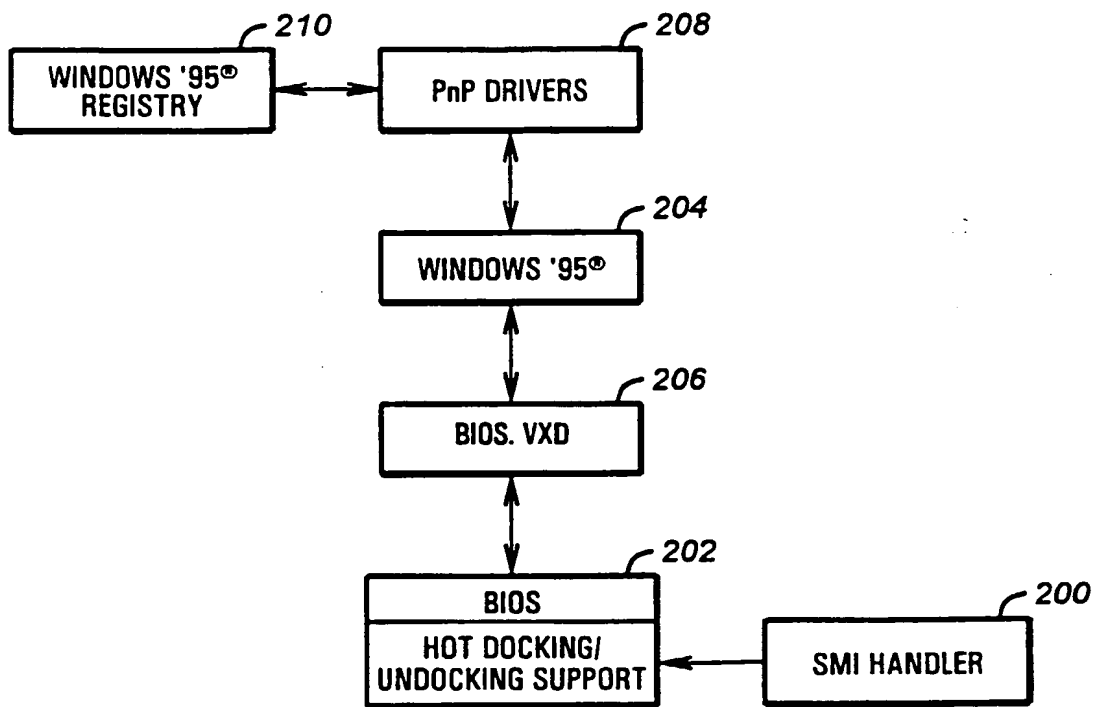 210
WINDOWS '95®
REGISTRY
208
PnP DRIVERS
204
WINDOWS '95®
206
BIOS. VXD
202
BIOS
HOT DOCKING/
UNDOCKING SUPPORT
200
SMI HANDLER